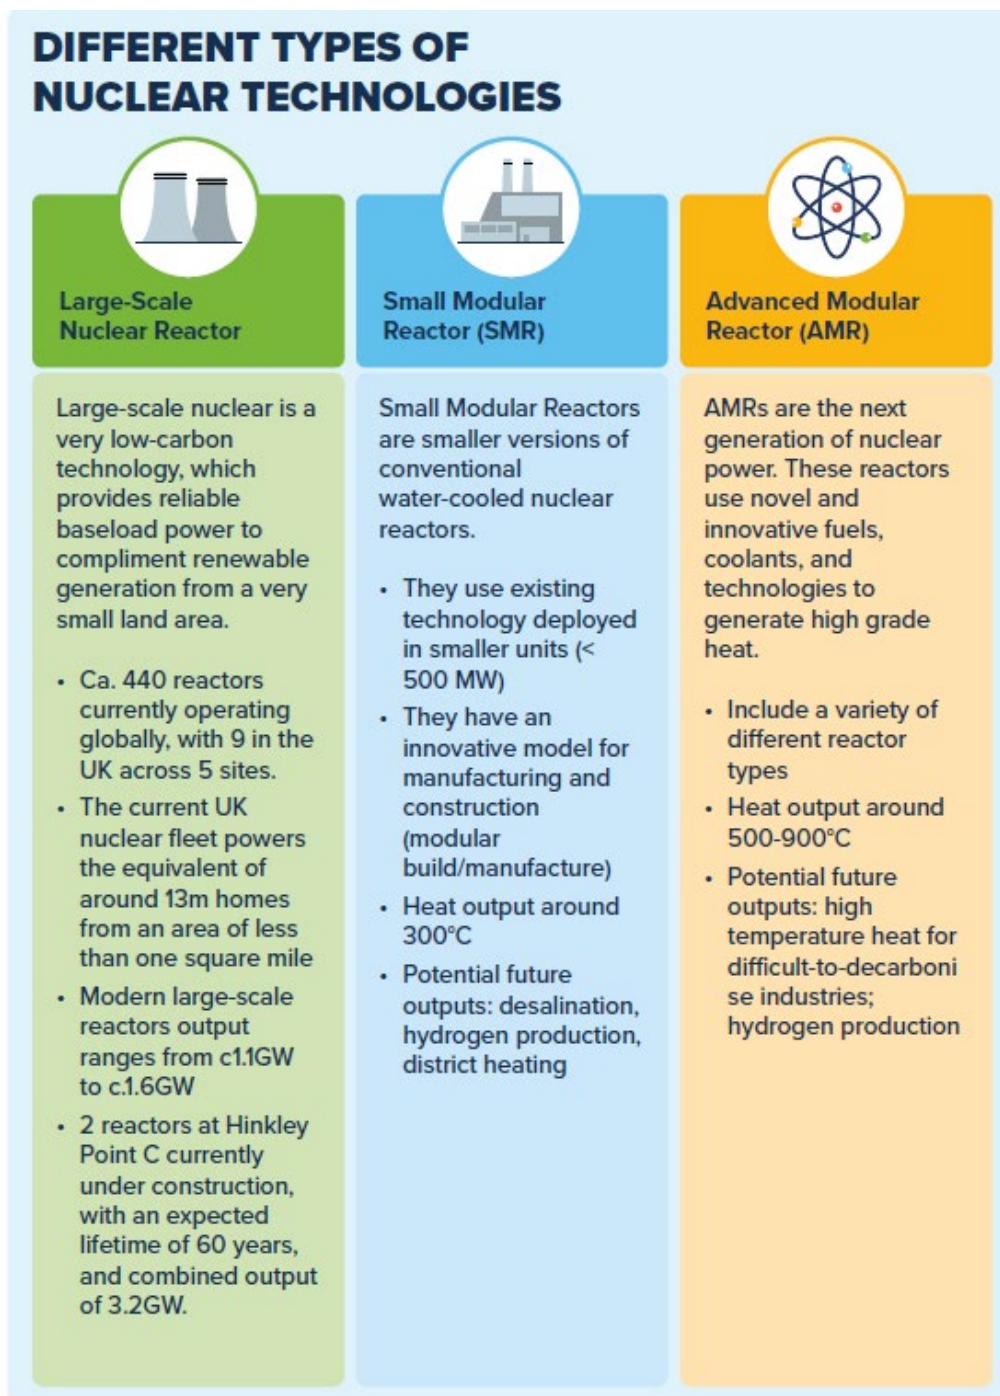 DIFFERENT TYPES OF
NUCLEAR TECHNOLOGIES
Large-Scale
Nuclear Reactor
Large-scale nuclear is a
very low-carbon
technology, which
provides reliable
baseload power to
compliment renewable
generation from a very
small land area.
• Ca. 440 reactors
currently operating
globally, with 9 in the
UK across 5 sites.
• The current UK
nuclear fleet powers
the equivalent of
around 13m homes
from an area of less
than one square mile
• Modern large-scale
reactors output
ranges from c1.1GW
to c.1.6GW
• 2 reactors at Hinkley
Point C currently
under construction,
with an expected
lifetime of 60 years,
and combined output
of 3.2GW.
Small Modular
Reactor (SMR)
Small Modular Reactors
are smaller versions of
conventional
water-cooled nuclear
reactors.
• They use existing
technology deployed
in smaller units (<
500 MW)
• They have an
innovative model for
manufacturing and
construction
(modular
build/manufacture)
• Heat output around
300°C
• Potential future
outputs: desalination,
hydrogen production,
district heating
Advanced Modular
Reactor (AMR)
AMRs are the next
generation of nuclear
power. These reactors
use novel and
innovative fuels,
coolants, and
technologies to
generate high grade
heat.
• Include a variety of
different reactor
types
• Heat output around
500-900°C
• Potential future
outputs: high
temperature heat for
difficult-to-decarboni
se industries;
hydrogen production